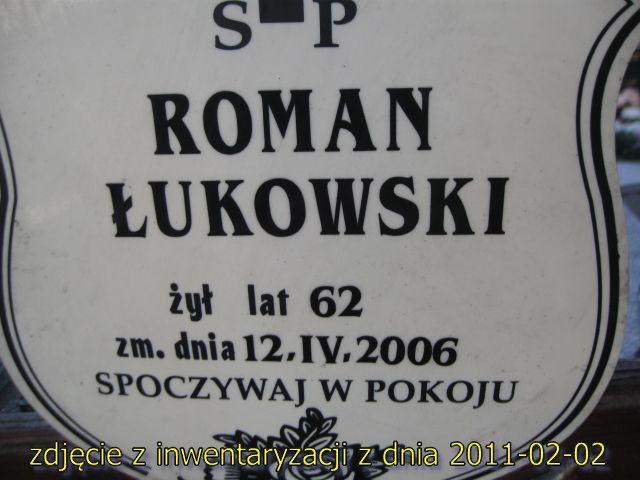 S P
ROMAN
ŁUKOWSKI
żył lat 62
zm. dnia 12.IV.2006
SPOCZYWAJ W POKOJU
zdjęcie z inwentaryzacji z dnia 2011-02-02